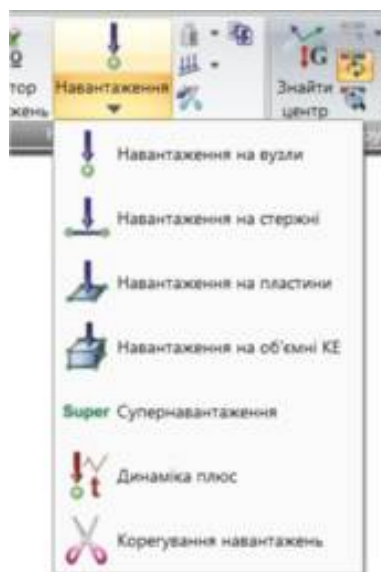 тор
жень
Навантаження
G
Знайти
центр
Навантаження на вузли
Навантаження на стержні
Навантаження на пластини
Навантаження на об'ємні КЕ
Super Супернавантаження
t Динаміка плюс
Корегування навантажень